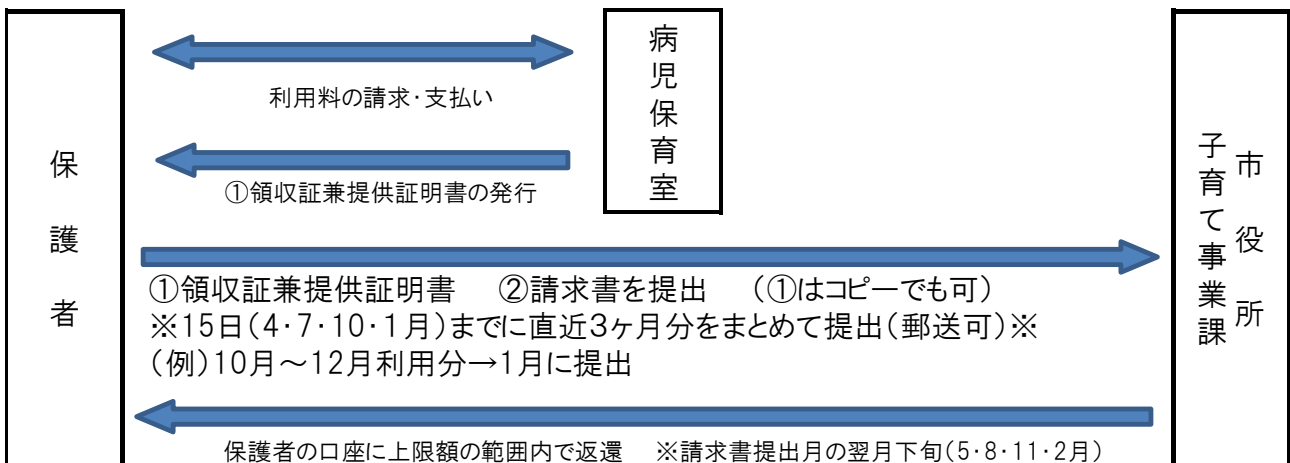 保護者
利用料の請求・支払い
病児保育室
①領収証兼提供証明書の発行
①領収証兼提供証明書　②請求書を提出　（①はコピーでも可）
※15日（4・7・10・1月）までに直近3ヶ月分をまとめて提出（郵送可）※
（例）10月～12月利用分→1月に提出
保護者の口座に上限額の範囲内で返還　※請求書提出月の翌月下旬（5・8・11・2月）
市役所
子育て事業課